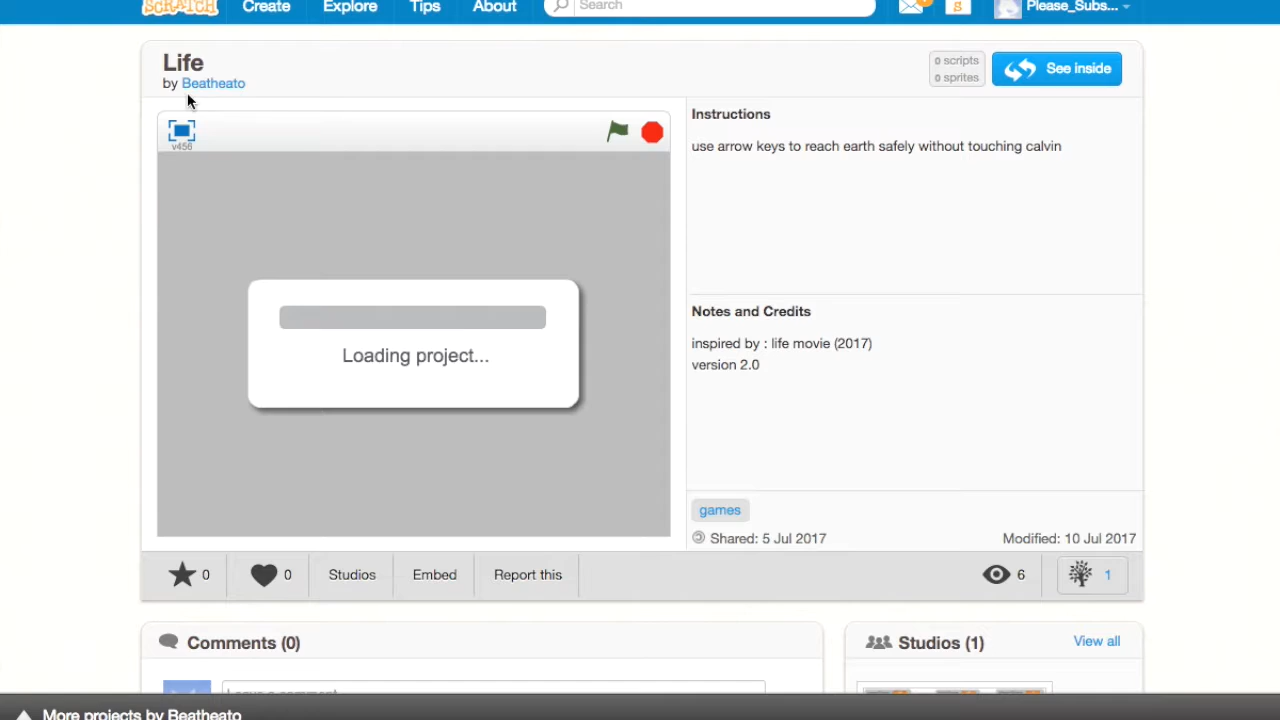 SCRATCH Create Explore Tips About Search S Please_Subs...
Life
by Beatheato
0 scripts
0 sprites
See inside
v456
Loading project...
Instructions
use arrow keys to reach earth safely without touching calvin
Notes and Credits
inspired by : life movie (2017)
version 2.0
games
Shared: 5 Jul 2017 Modified: 10 Jul 2017
0 0 Studios Embed Report this 6 1
Comments (0)
Studios (1) View all
Leave a comment
More projects by Beatheato